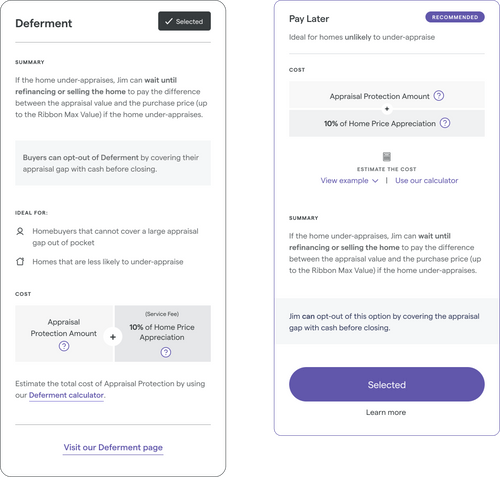 Deferment
Selected
SUMMARY
If the home under-appraises, Jim can wait until
refinancing or selling the home to pay the difference
between the appraisal value and the purchase price (up
to the Ribbon Max Value) if the home under-appraises.
Buyers can opt-out of Deferment by covering their
appraisal gap with cash before closing.
IDEAL FOR:
Homebuyers that cannot cover a large appraisal
gap out of pocket
Homes that are less likely to under-appraise
COST
Appraisal
Protection Amount
?
+
(Service Fee)
10% of Home Price
Appreciation
?
Estimate the total cost of Appraisal Protection by using
our Deferment calculator.
Visit our Deferment page
Pay Later
RECOMMENDED
Ideal for homes unlikely to under-appraise
COST
Appraisal Protection Amount ?
+
10% of Home Price Appreciation ?
ESTIMATE THE COST
View example | Use our calculator
SUMMARY
If the home under-appraises, Jim can wait until
refinancing or selling the home to pay the difference
between the appraisal value and the purchase price (up
to the Ribbon Max Value) if the home under-appraises.
Jim can opt-out of this option by covering the appraisal
gap with cash before closing.
Selected
Learn more